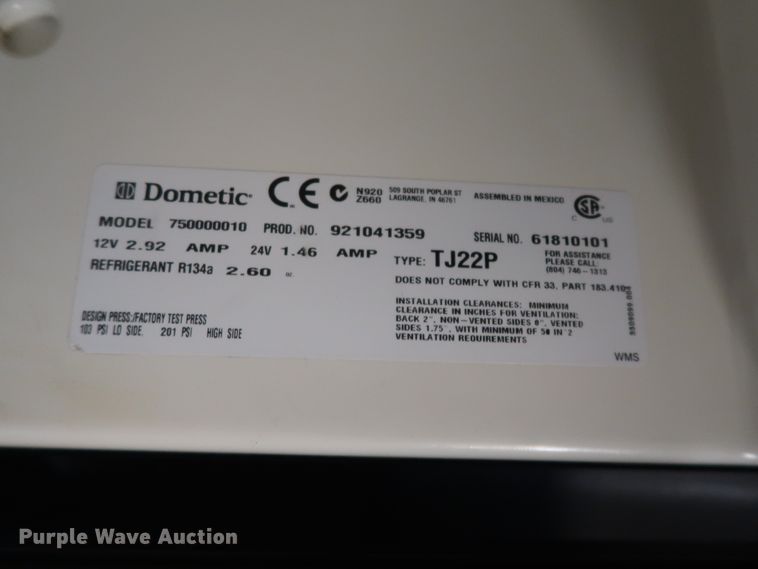 Dometic CE N920 509 SOUTH POPLAR ST ASSEMBLED IN MEXICO
Z660 LAGRANGE, IN 46761
C SA US
MODEL 750000010 PROD. NO. 921041359 SERIAL NO. 61810101
12V 2.92 AMP 24V 1.46 AMP TYPE: TJ22P
FOR ASSISTANCE
PLEASE CALL:
(804) 746-1313
REFRIGERANT R134a 2.60 oz.
DOES NOT COMPLY WITH CFR 33, PART 183.410
INSTALLATION CLEARANCES: MINIMUM
CLEARANCE IN INCHES FOR VENTILATION:
BACK 2", NON-VENTED SIDES 0", VENTED
SIDES 1.75", WITH MINIMUM OF 50 IN 2
VENTILATION REQUIREMENTS
DESIGN PRESS:/FACTORY TEST PRESS
103 PSI LO SIDE. 201 PSI HIGH SIDE
WMS
Purple Wave Auction